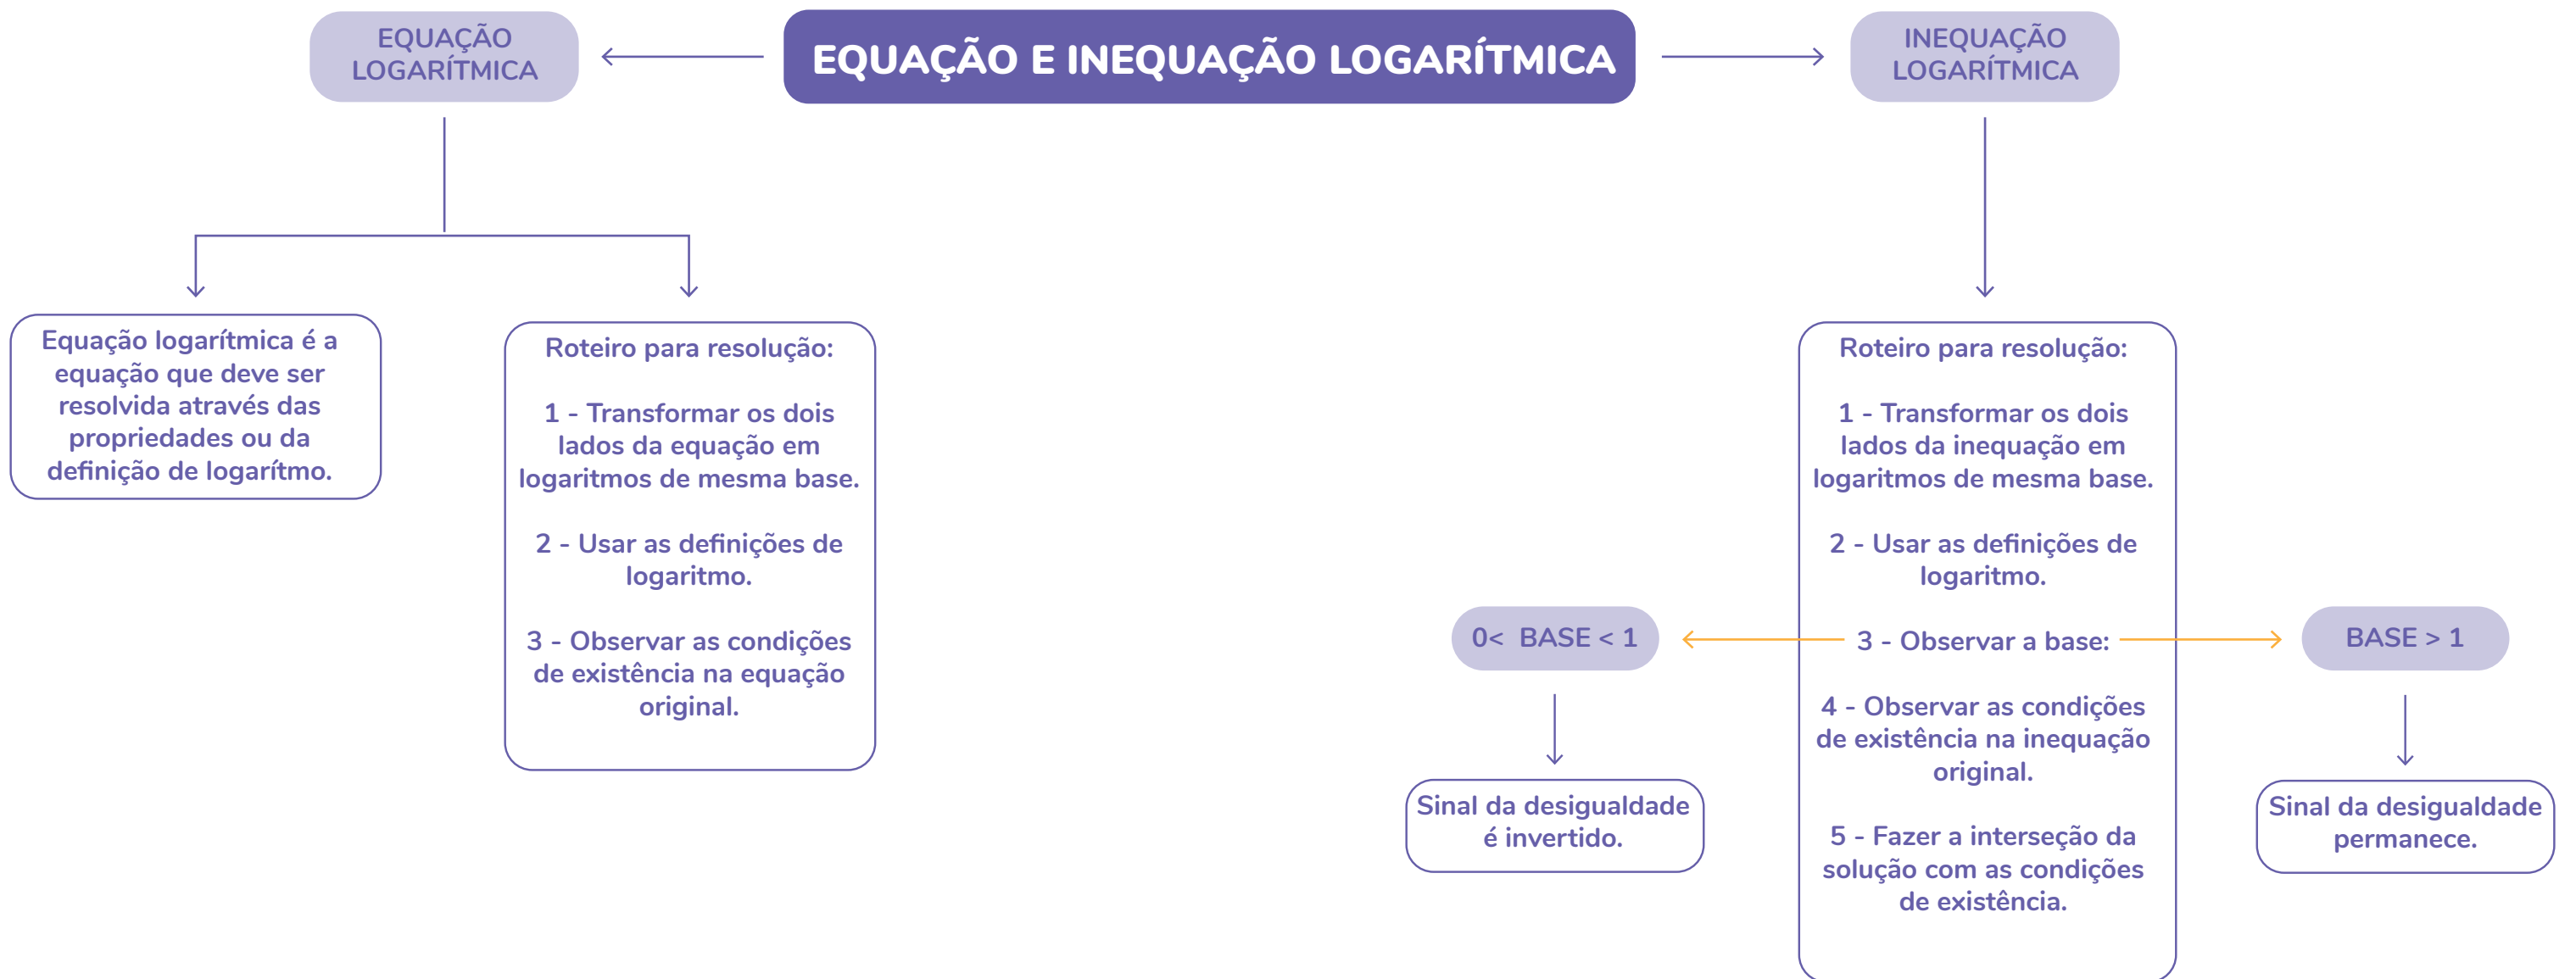 EQUAÇÃO E INEQUAÇÃO LOGARÍTMICA
EQUAÇÃO
LOGARÍTMICA
Equação logarítmica é a
equação que deve ser
resolvida através das
propriedades ou da
definição de logarítmo.
Roteiro para resolução:
1 - Transformar os dois
lados da equação em
logaritmos de mesma base.
2 - Usar as definições de
logaritmo.
3 - Observar as condições
de existência na equação
original.
INEQUAÇÃO
LOGARÍTMICA
Roteiro para resolução:
1 - Transformar os dois
lados da inequação em
logaritmos de mesma base.
2 - Usar as definições de
logaritmo.
3 - Observar a base:
4 - Observar as condições
de existência na inequação
original.
5 - Fazer a interseção da
solução com as condições
de existência.
0< BASE < 1
Sinal da desigualdade
é invertido.
BASE > 1
Sinal da desigualdade
permanece.